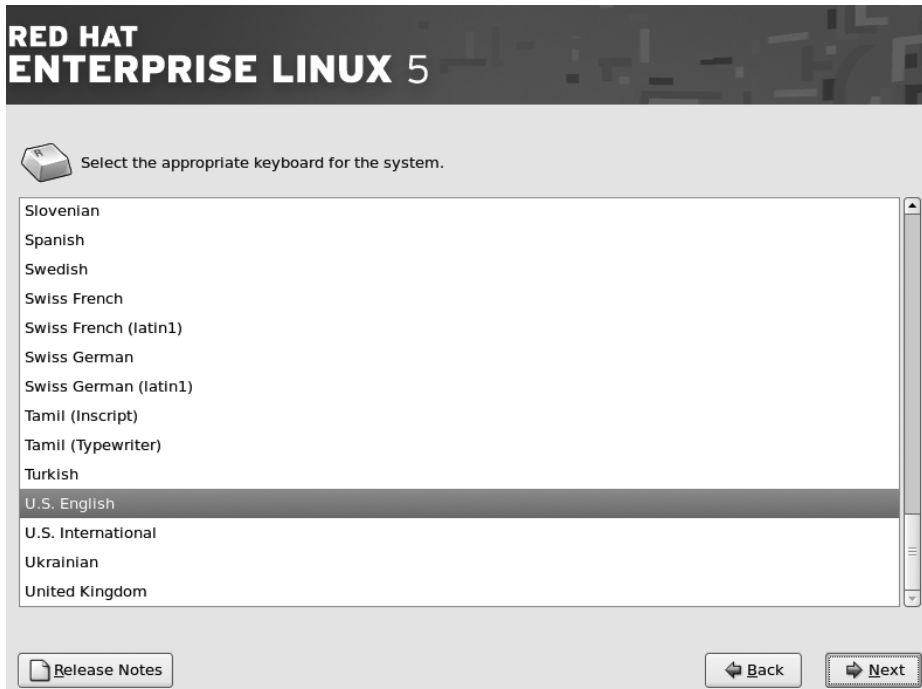 RED HAT
ENTERPRISE LINUX 5
R
Select the appropriate keyboard for the system.
Slovenian
Spanish
Swedish
Swiss French
Swiss French (latin1)
Swiss German
Swiss German (latin1)
Tamil (Inscript)
Tamil (Typewriter)
Turkish
U.S. English
U.S. International
Ukrainian
United Kingdom
Release Notes
Back
Next